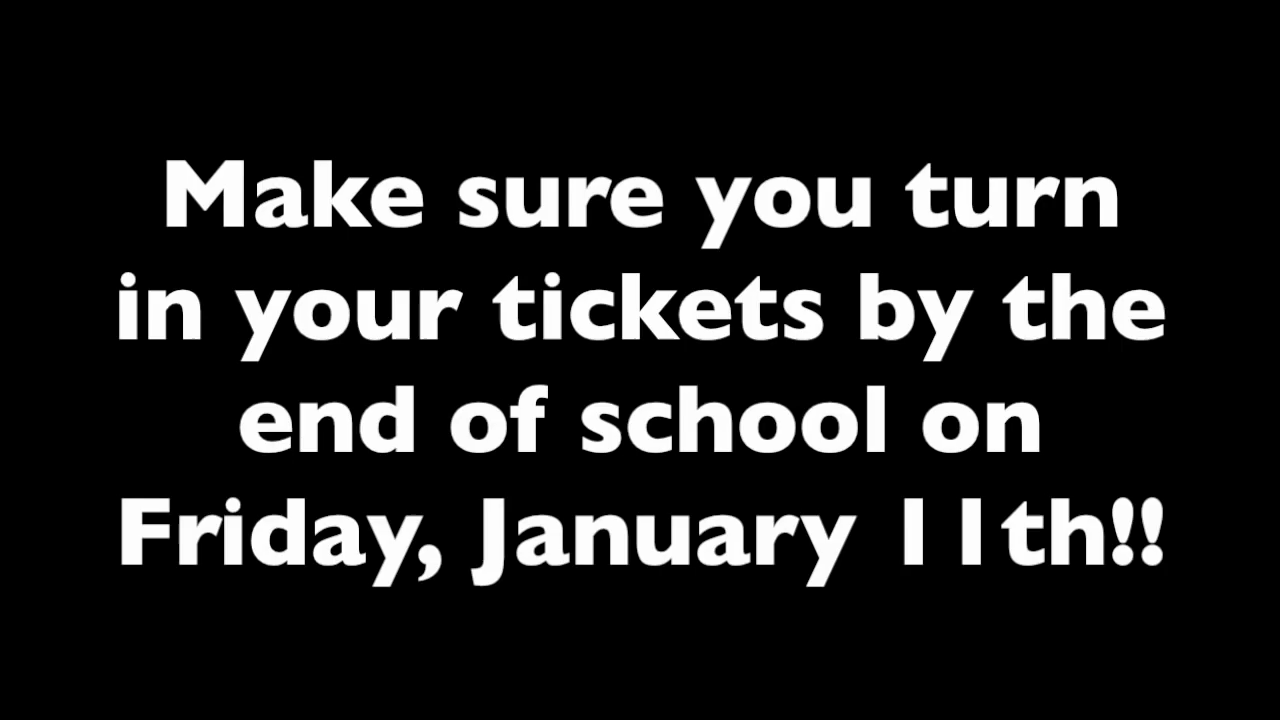 Make sure you turn
in your tickets by the
end of school on
Friday, January 11th!!